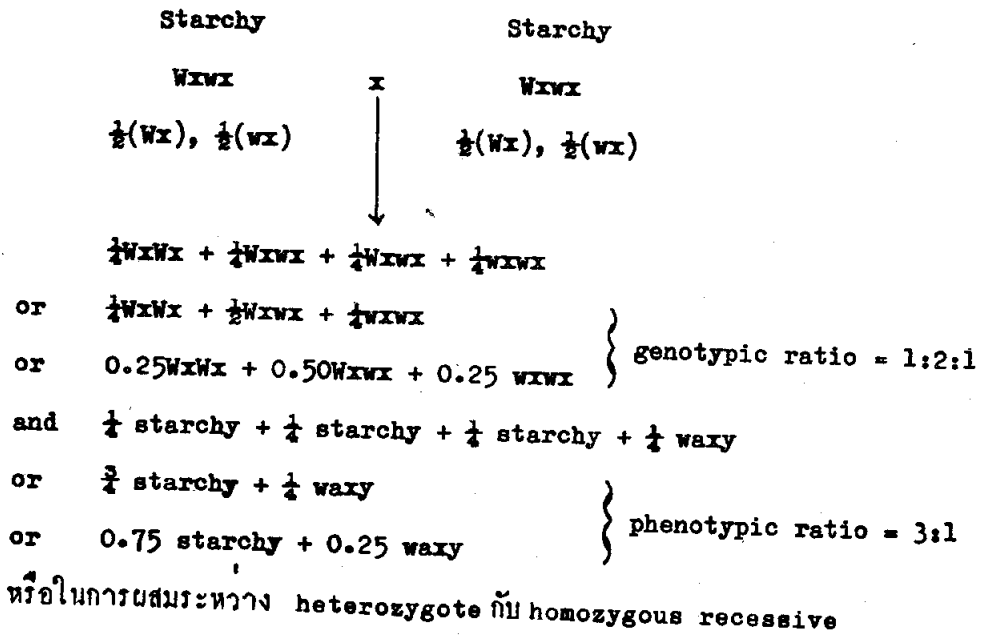 Starchy Starchy
Wxwx x Wxwx
½(Wx), ½(wx) ½(Wx), ½(wx)
¼WxWx + ¼Wxwx + ¼Wxwx + ¼wxwx
or ¼WxWx + ½Wxwx + ¼wxwx
or 0.25WxWx + 0.50Wxwx + 0.25 wxwx } genotypic ratio = 1:2:1
and ¼ starchy + ¼ starchy + ¼ starchy + ¼ waxy
or ¾ starchy + ¼ waxy
or 0.75 starchy + 0.25 waxy } phenotypic ratio = 3:1
หรือในการผสมระหว่าง heterozygote กับ homozygous recessive